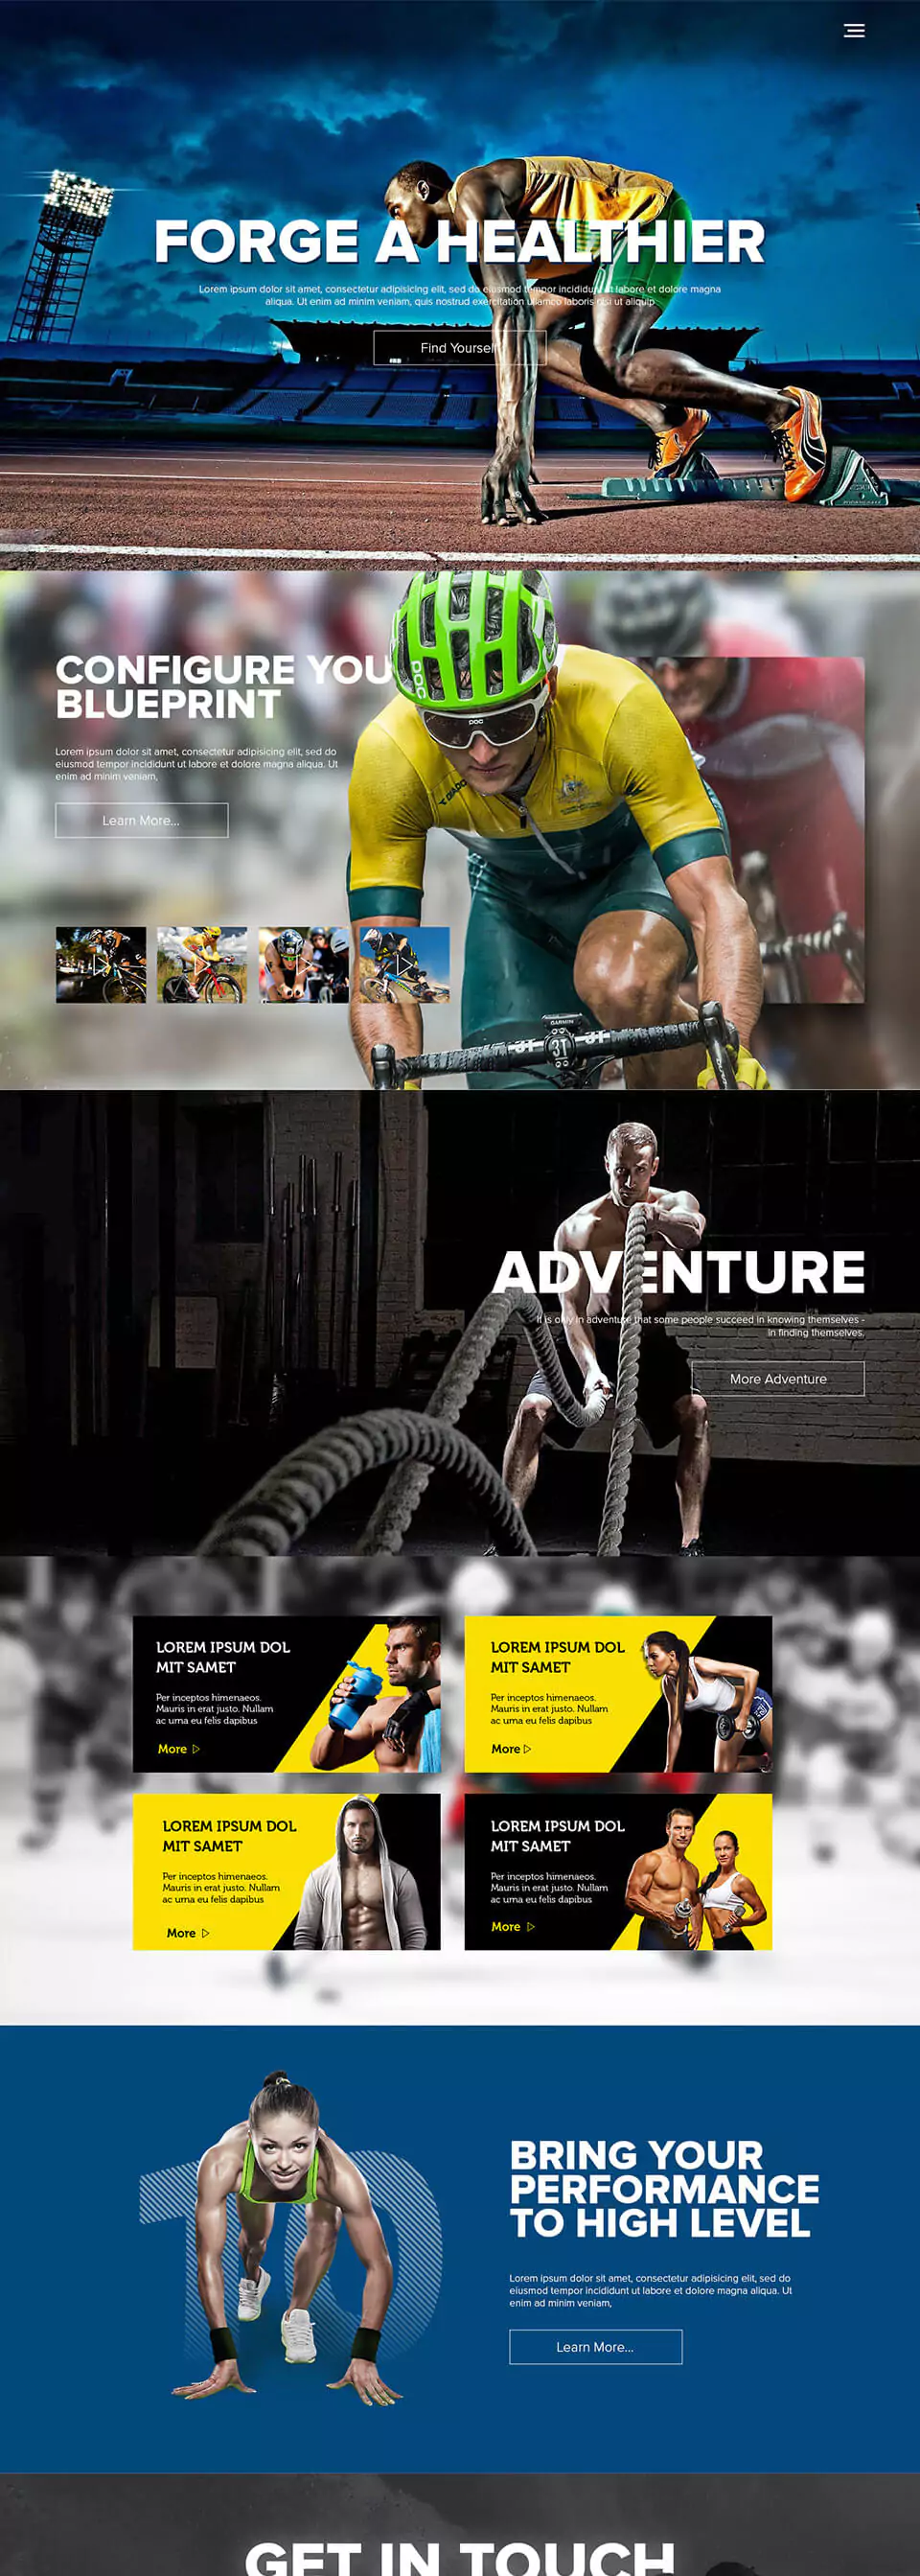 FORGE A HEALTHIER
Lorem ipsum dolor sit amet, consectetur adipisicing elit, sed do eiusmod tempor incididunt ut labore et dolore magna
aliqua. Ut enim ad minim veniam, quis nostrud exercitation ullamco laboris nisi ut aliquip
Find Yourself
CONFIGURE YOU
BLUEPRINT
Lorem ipsum dolor sit amet, consectetur adipisicing elit, sed do
eiusmod tempor incididunt ut labore et dolore magna aliqua. Ut
enim ad minim veniam,
Learn More...
POC
poc
GARMIN
3T
3T
3T
ADVENTURE
It is only in adventure that some people succeed in knowing themselves -
in finding themselves.
More Adventure
LOREM IPSUM DOL
MIT SAMET
Per inceptos himenaeos.
Mauris in erat justo. Nullam
ac urna eu felis dapibus
More
LOREM IPSUM DOL
MIT SAMET
Per inceptos himenaeos.
Mauris in erat justo. Nullam
ac urna eu felis dapibus
More
LOREM IPSUM DOL
MIT SAMET
Per inceptos himenaeos.
Mauris in erat justo. Nullam
ac urna eu felis dapibus
More
LOREM IPSUM DOL
MIT SAMET
Per inceptos himenaeos.
Mauris in erat justo. Nullam
ac urna eu felis dapibus
More
10
BRING YOUR
PERFORMANCE
TO HIGH LEVEL
Lorem ipsum dolor sit amet, consectetur adipisicing elit, sed do
eiusmod tempor incididunt ut labore et dolore magna aliqua. Ut
enim ad minim veniam,
Learn More...
GET IN TOUCH